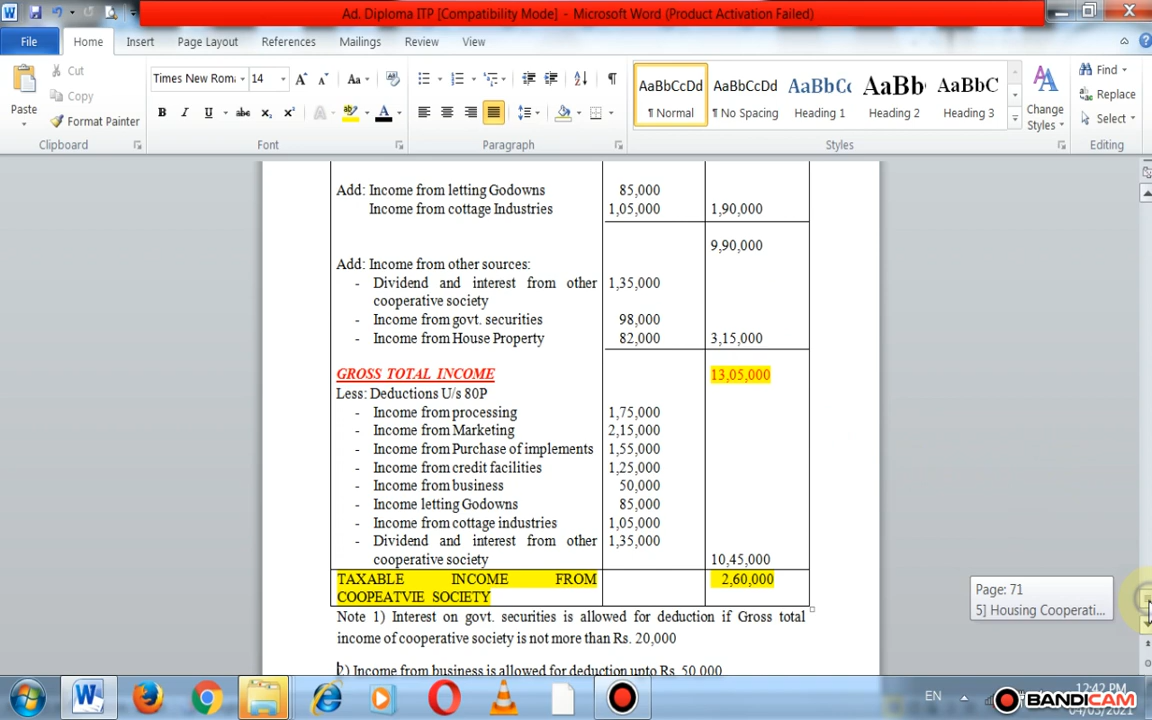 Ad. Diploma ITP [Compatibility Mode] - Microsoft Word (Product Activation Failed)
File Home Insert Page Layout References Mailings Review View
Paste
Cut
Copy
Format Painter
Clipboard
Times New Rom 14
Font
Paragraph
AaBbCcDd AaBbCcDd AaBbCc AaBb AaBbC
¶ Normal ¶ No Spacing Heading 1 Heading 2 Heading 3
Styles
Change Styles
Find
Replace
Select
Editing
Add: Income from letting Godowns 85,000
Income from cottage Industries 1,05,000 1,90,000
9,90,000
Add: Income from other sources:
- Dividend and interest from other 1,35,000
cooperative society
- Income from govt. securities 98,000
- Income from House Property 82,000 3,15,000
GROSS TOTAL INCOME 13,05,000
Less: Deductions U/s 80P
- Income from processing 1,75,000
- Income from Marketing 2,15,000
- Income from Purchase of implements 1,55,000
- Income from credit facilities 1,25,000
- Income from business 50,000
- Income letting Godowns 85,000
- Income from cottage industries 1,05,000
- Dividend and interest from other 1,35,000
cooperative society 10,45,000
TAXABLE INCOME FROM 2,60,000
COOPEATVIE SOCIETY
Note 1) Interest on govt. securities is allowed for deduction if Gross total
income of cooperative society is not more than Rs. 20,000
2) Income from business is allowed for deduction upto Rs. 50,000
Page: 71
5] Housing Cooperati...
EN
12:42 PM
04/05/2021
BANDICAM